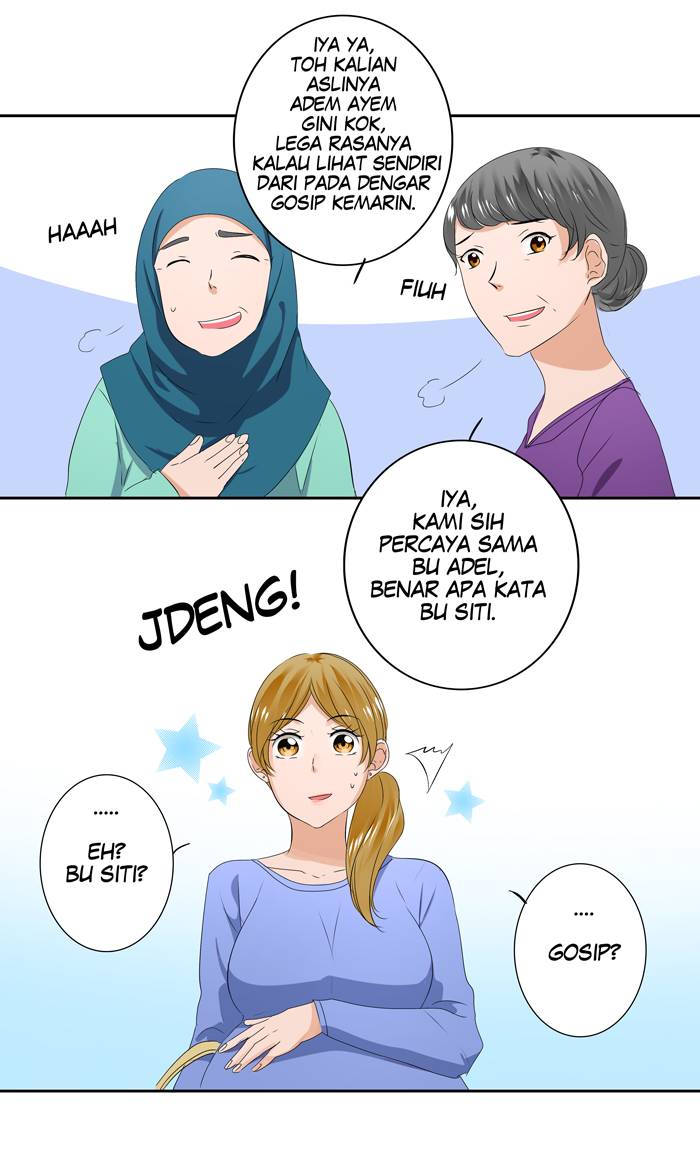 IYA YA,
TOH KALIAN
ASLINYA
ADEM AYEM
GINI KOK,
LEGA RASANYA
KALAU LIHAT SENDIRI
DARI PADA DENGAR
GOSIP KEMARIN.
HAAAH
FIUH
IYA,
KAMI SIH
PERCAYA SAMA
BU ADEL,
BENAR APA KATA
BU SITI.
JDENG!
.....
EH?
BU SITI?
....
GOSIP?